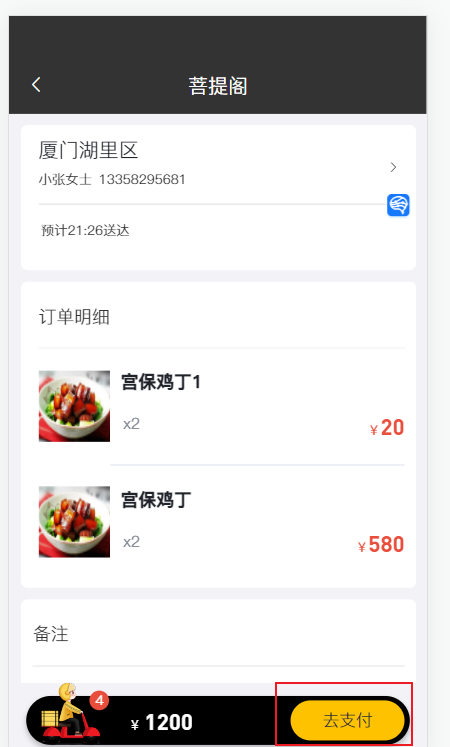 菩提阁
厦门湖里区
小张女士 13358295681
预计21:26送达
订单明细
宫保鸡丁1
x2
¥20
宫保鸡丁
x2
¥580
备注
4
¥ 1200
去支付